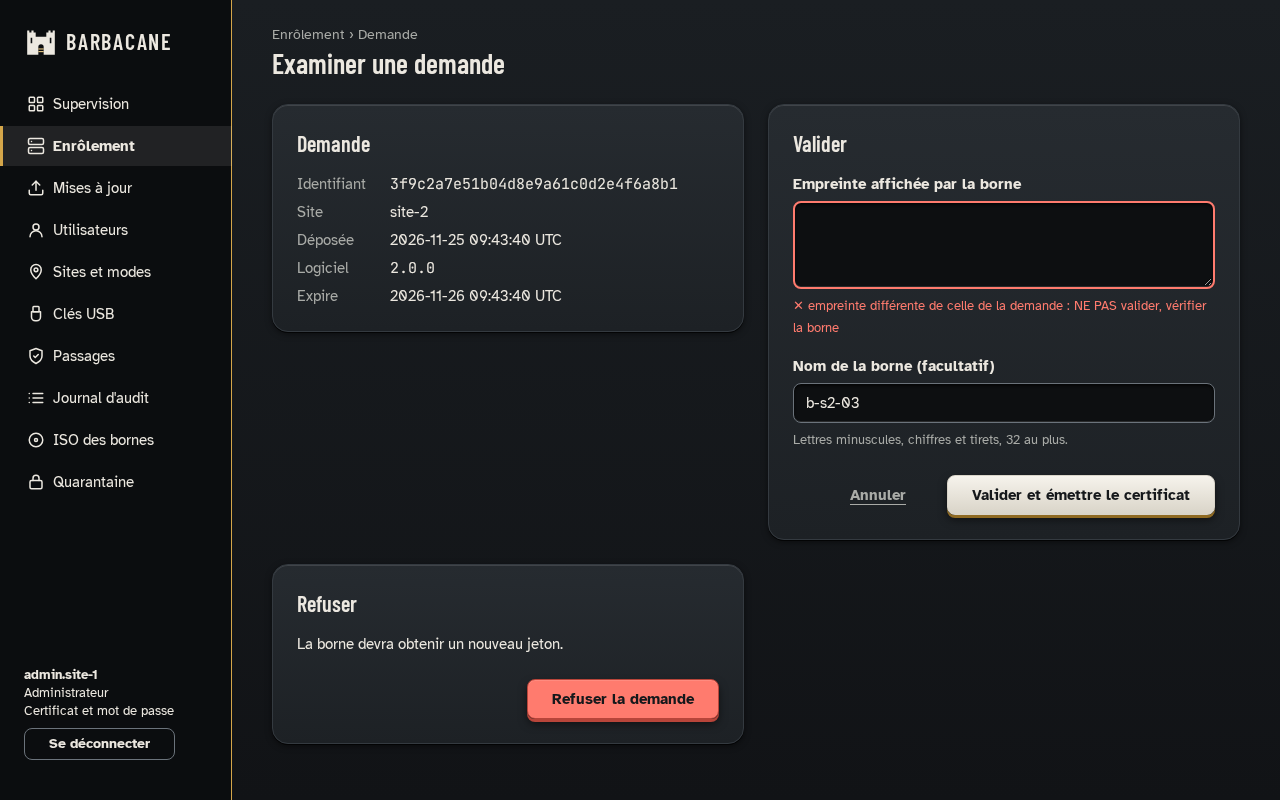 BARBACANE
Supervision
Enrôlement
Mises à jour
Utilisateurs
Sites et modes
Clés USB
Passages
Journal d'audit
ISO des bornes
Quarantaine
admin.site-1
Administrateur
Certificat et mot de passe
Se déconnecter
Enrôlement › Demande
Examiner une demande
Demande
Identifiant 3f9c2a7e51b04d8e9a61c0d2e4f6a8b1
Site site-2
Déposée 2026-11-25 09:43:40 UTC
Logiciel 2.0.0
Expire 2026-11-26 09:43:40 UTC
Valider
Empreinte affichée par la borne
✕ empreinte différente de celle de la demande : NE PAS valider, vérifier
la borne
Nom de la borne (facultatif)
b-s2-03
Lettres minuscules, chiffres et tirets, 32 au plus.
Annuler
Valider et émettre le certificat
Refuser
La borne devra obtenir un nouveau jeton.
Refuser la demande